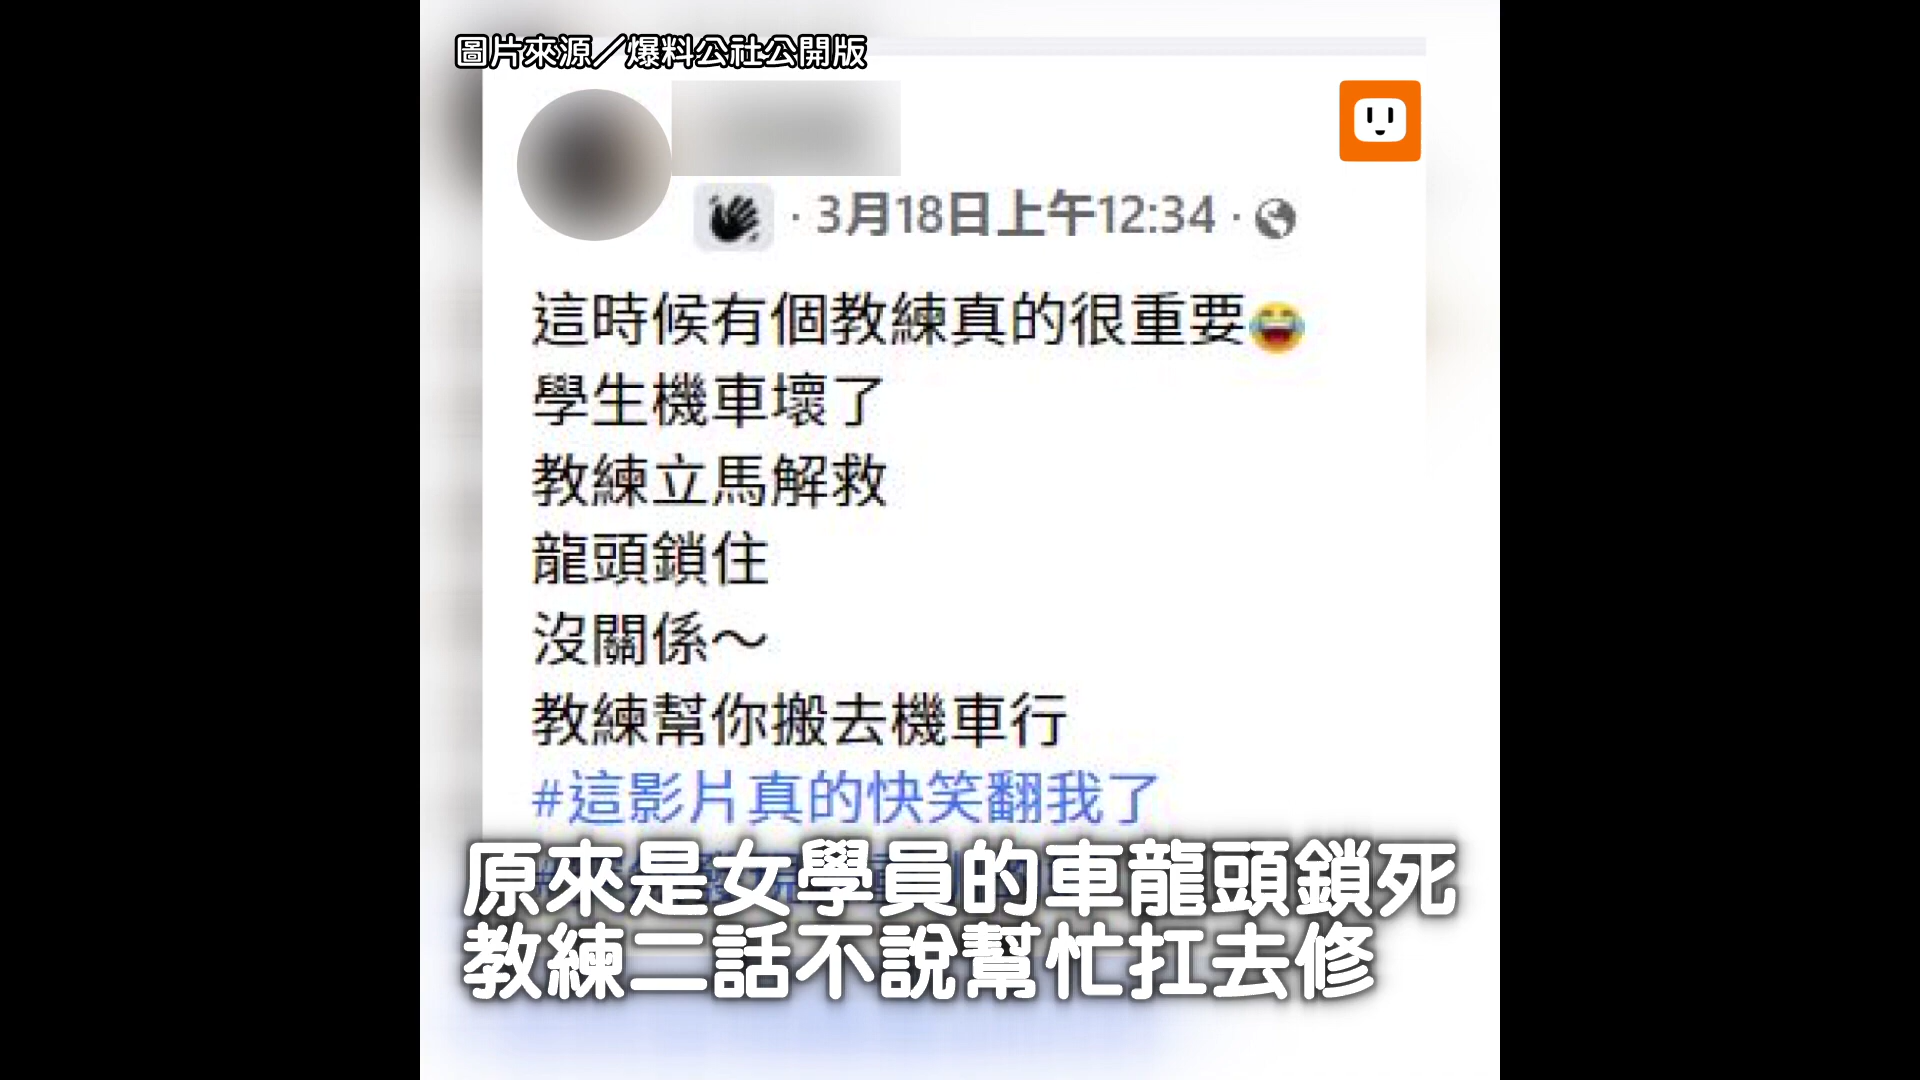 圖片來源／爆料公社公開版
· 3月18日上午12:34 ·
這時候有個教練真的很重要😂
學生機車壞了
教練立馬解救
龍頭鎖住
沒關係～
教練幫你搬去機車行
#這影片真的快笑翻我了
原來是女學員的車龍頭鎖死
教練二話不說幫忙扛去修